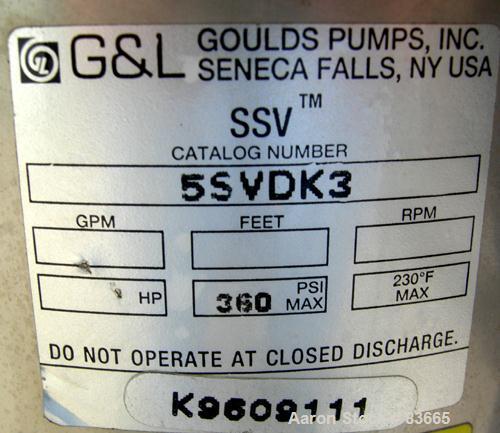 G&L GOULDS PUMPS, INC.
SENECA FALLS, NY USA
SSV™
CATALOG NUMBER
5SVDK3
GPM FEET RPM
HP 360 PSI MAX 230°F MAX
DO NOT OPERATE AT CLOSED DISCHARGE.
K9609111
Aaron 83665